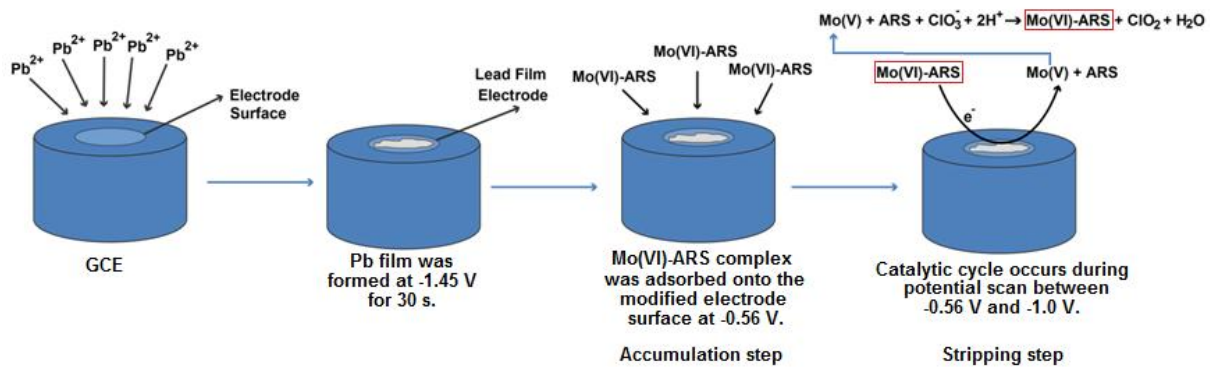 Pb2+ Pb2+ Pb2+ Pb2+ Pb2+
Electrode
Surface
GCE
Lead Film
Electrode
Pb film was
formed at -1.45 V
for 30 s.
Mo(VI)-ARS
Mo(VI)-ARS
Mo(VI)-ARS
Mo(VI)-ARS complex
was adsorbed onto the
modified electrode
surface at -0.56 V.
Accumulation step
Mo(V) + ARS + ClO3- + 2H+ → Mo(VI)-ARS + ClO2 + H2O
Mo(VI)-ARS
Mo(V) + ARS
e-
Catalytic cycle occurs during
potential scan between
-0.56 V and -1.0 V.
Stripping step